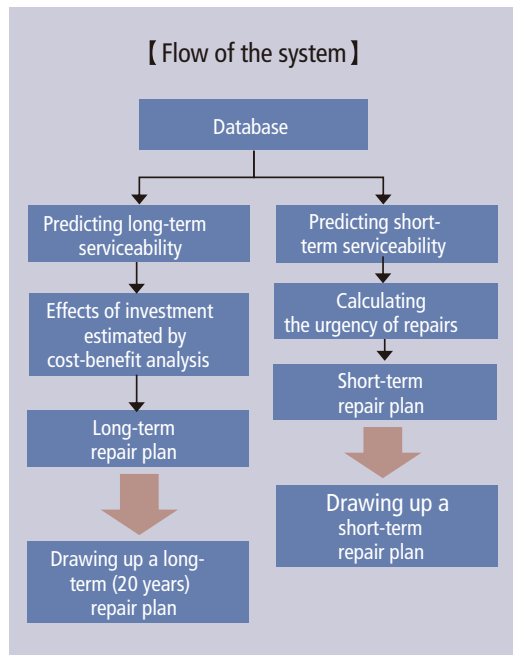 【Flow of the system】
Database
Predicting long-term
serviceability
Effects of investment
estimated by
cost-benefit analysis
Long-term
repair plan
Drawing up a long-
term (20 years)
repair plan
Predicting short-
term serviceability
Calculating
the urgency of repairs
Short-term
repair plan
Drawing up a
short-term
repair plan